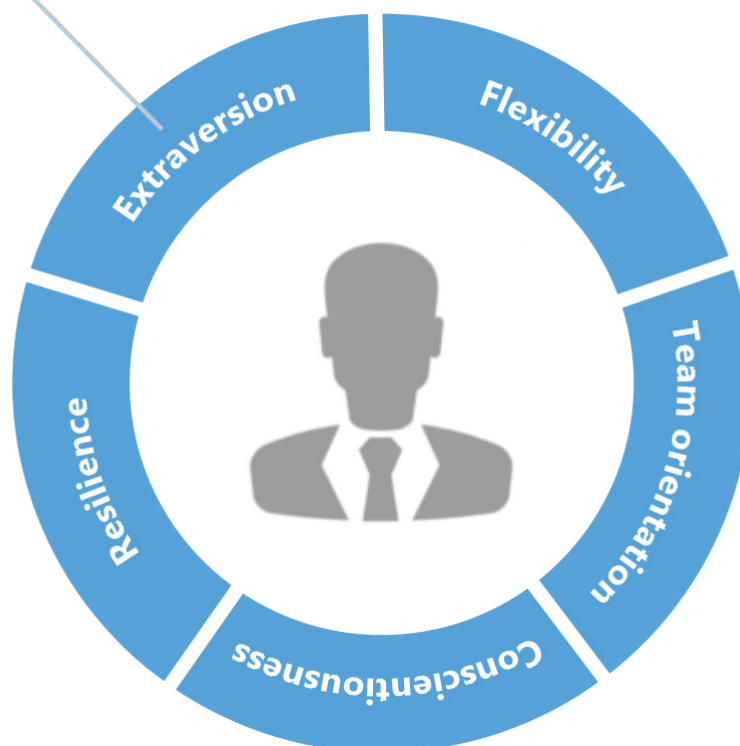 Extraversion
Flexibility
Team orientation
Conscientiousness
Resilience